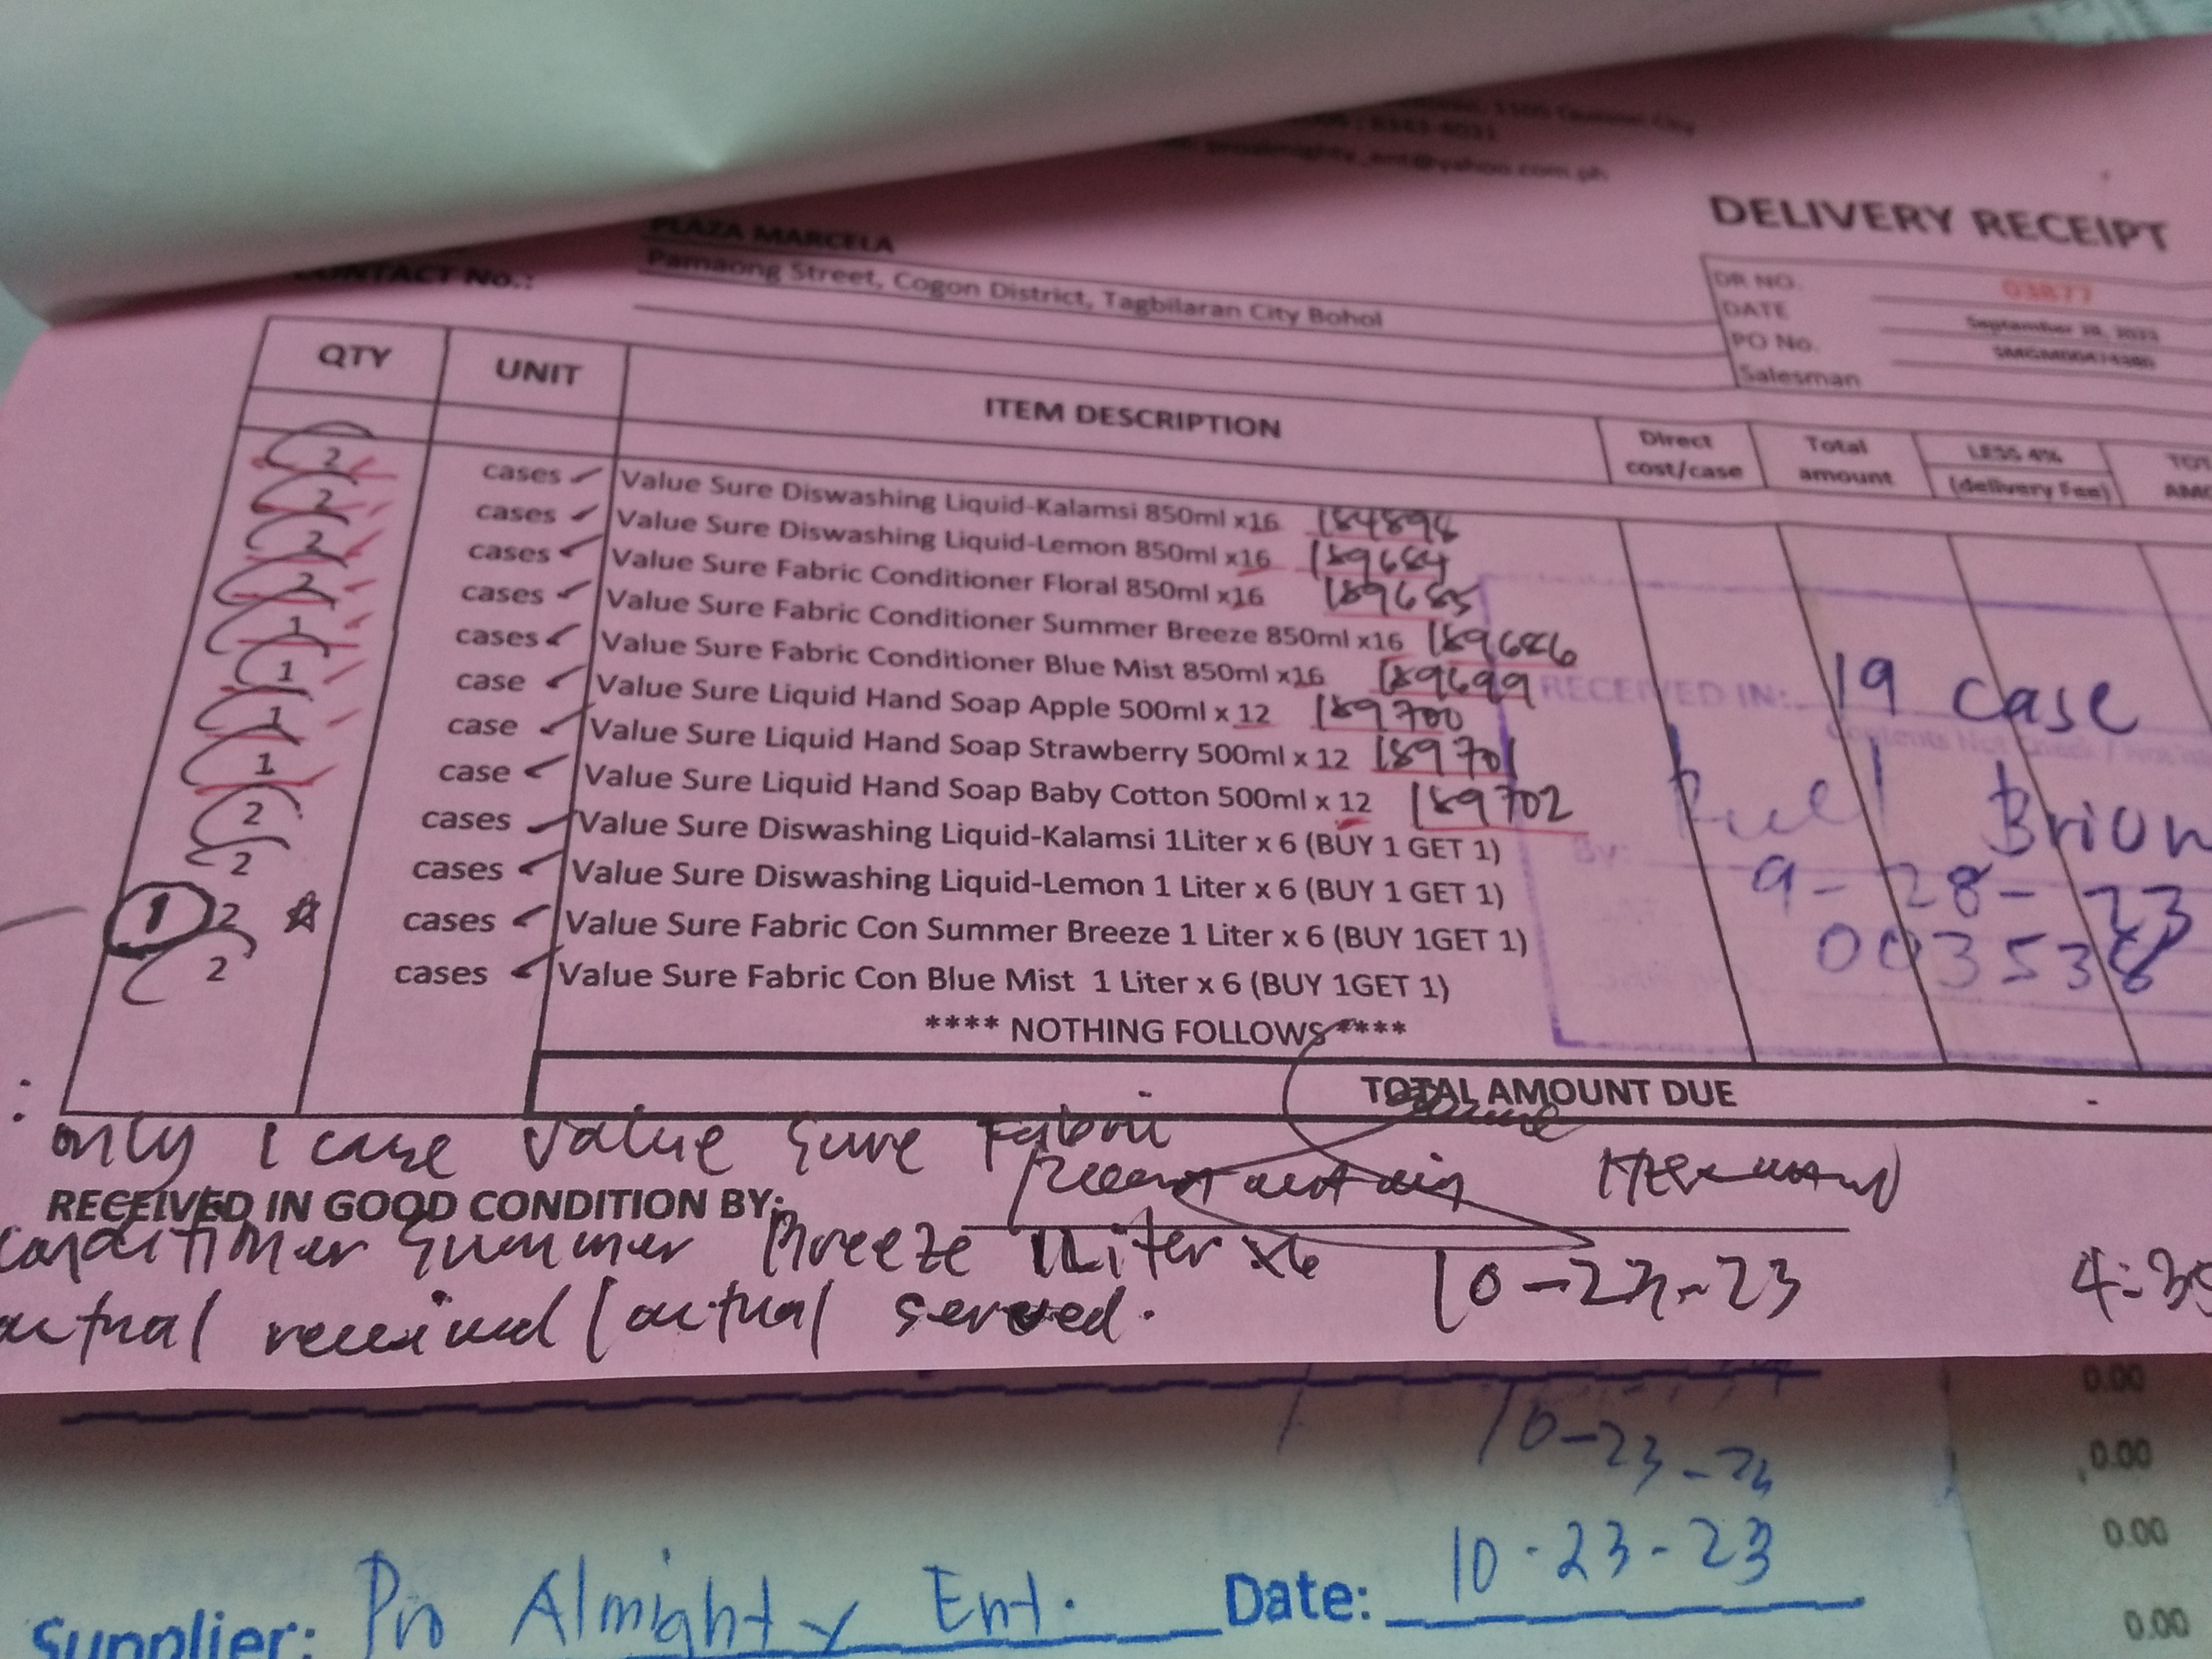 1105 Quezon City
proalmighty_ent@yahoo.com.ph
DELIVERY RECEIPT
PLAZA MARCELA
Pamaong Street, Cogon District, Tagbilaran City Bohol
CONTACT No.:
DR NO. 03877
DATE September 28, 2023
PO No.
Salesman
QTY UNIT ITEM DESCRIPTION Direct cost/case Total amount LESS 4% (delivery Fee)
2 cases Value Sure Diswashing Liquid-Kalamsi 850ml x16
2 cases Value Sure Diswashing Liquid-Lemon 850ml x16 189684
2 cases Value Sure Fabric Conditioner Floral 850ml x16 189685
2 cases Value Sure Fabric Conditioner Summer Breeze 850ml x16 189686
1 cases Value Sure Fabric Conditioner Blue Mist 850ml x16 189699
1 case Value Sure Liquid Hand Soap Apple 500ml x 12 189700
1 case Value Sure Liquid Hand Soap Strawberry 500ml x 12 189701
1 case Value Sure Liquid Hand Soap Baby Cotton 500ml x 12 189702
2 cases Value Sure Diswashing Liquid-Kalamsi 1Liter x 6 (BUY 1 GET 1)
2 cases Value Sure Diswashing Liquid-Lemon 1 Liter x 6 (BUY 1 GET 1)
1 2 cases Value Sure Fabric Con Summer Breeze 1 Liter x 6 (BUY 1GET 1)
2 cases Value Sure Fabric Con Blue Mist 1 Liter x 6 (BUY 1GET 1)
**** NOTHING FOLLOWS ****
RECEIVED IN: 19 case
By: Ruel Brion
9-28-23
003538
TOTAL AMOUNT DUE -
only 1 case Value Sure Fabric
RECEIVED IN GOOD CONDITION BY:
Conditioner Summer Breeze 1Liter x6
actual received / actual served.
10-23-23
10-23-23
0.00
0.00
0.00
0.00
Supplier: Pro Almighty Ent. Date: 10-23-23